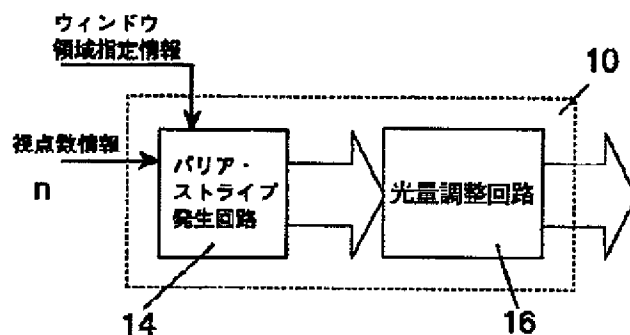 ウィンドウ
領域指定情報
10
視点数情報
n
バリア・
ストライプ
発生回路
光量調整回路
14
16